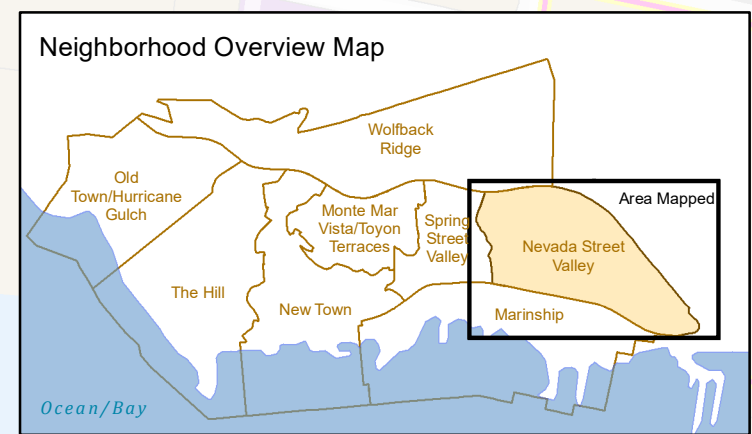 Neighborhood Overview Map
Wolfback
Ridge
Old
Town/Hurricane
Gulch
Monte Mar
Vista/Toyon
Terraces
Spring
Street
Valley
Area Mapped
Nevada Street
Valley
The Hill
New Town
Marinship
Ocean/Bay